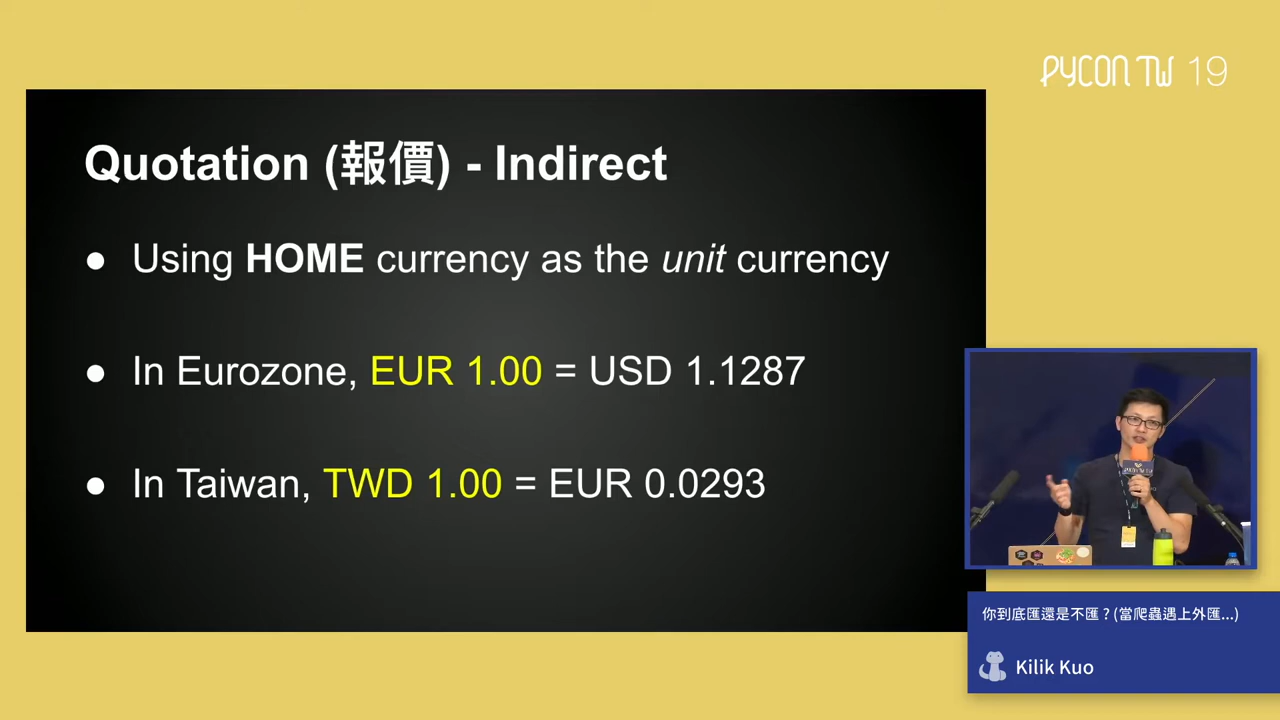 PYCON TW 19
Quotation (報價) - Indirect
● Using HOME currency as the unit currency
● In Eurozone, EUR 1.00 = USD 1.1287
● In Taiwan, TWD 1.00 = EUR 0.0293
你到底匯還是不匯？(當爬蟲遇上外匯...)
Kilik Kuo